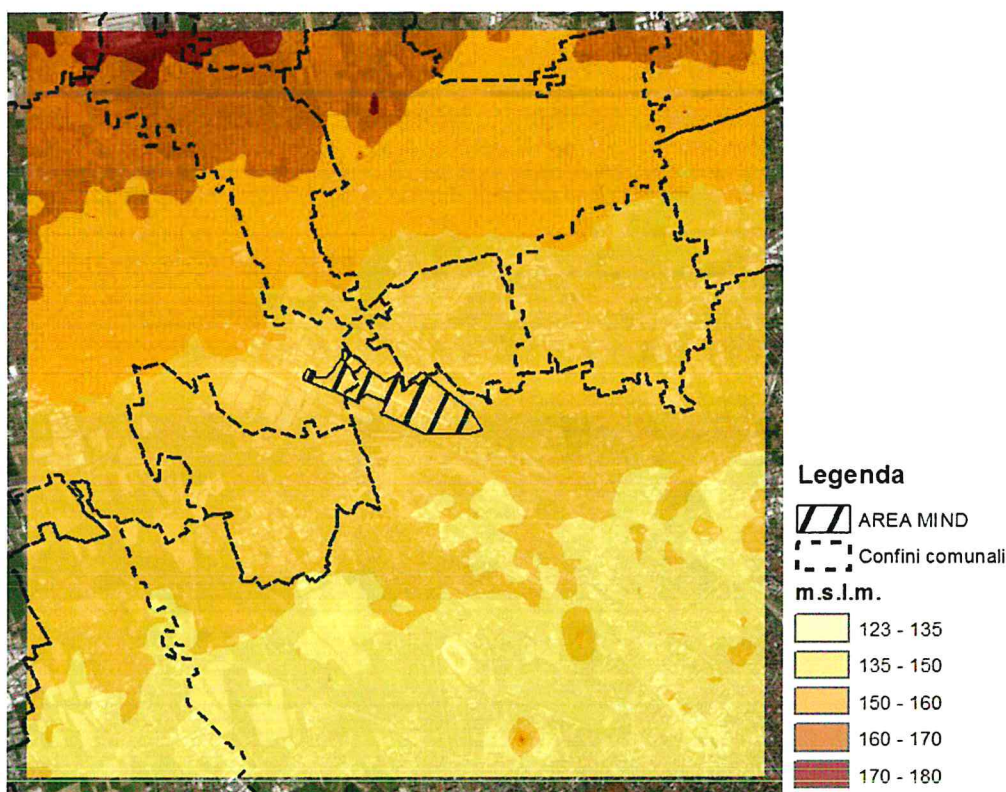 Legenda
AREA MIND
Confini comunali
m.s.l.m.
123 - 135
135 - 150
150 - 160
160 - 170
170 - 180